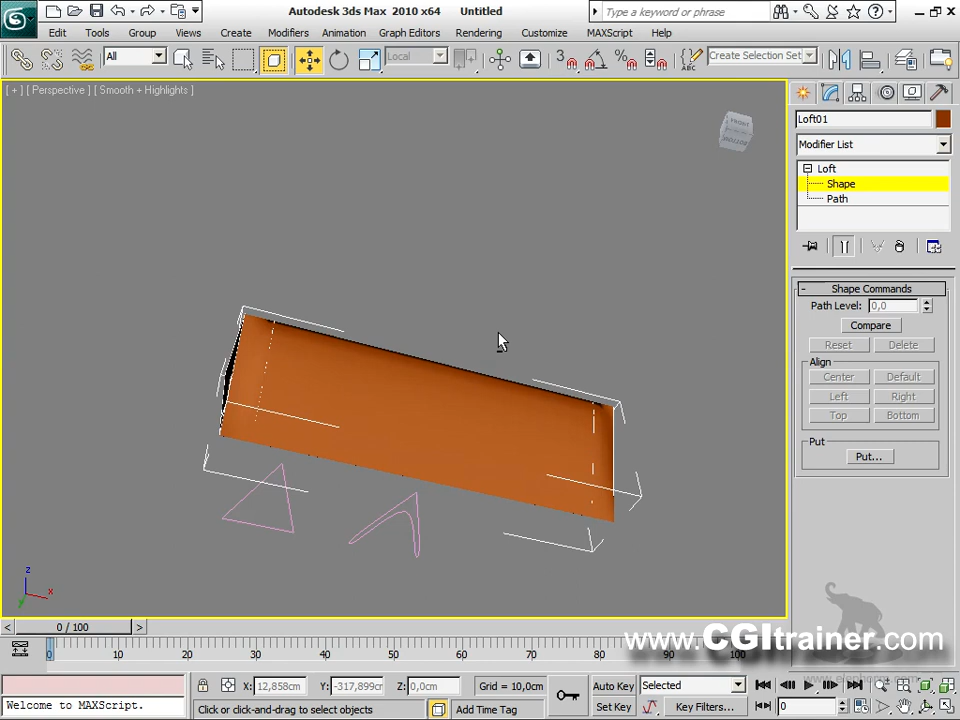 Autodesk 3ds Max 2010 x64 Untitled
Type a keyword or phrase
Edit Tools Group Views Create Modifiers Animation Graph Editors Rendering Customize MAXScript Help
All
Local
3
Create Selection Set
[ + ] [ Perspective ] [ Smooth + Highlights ]
FRONT
Loft01
Modifier List
Loft
Shape
Path
- Shape Commands
Path Level: 0,0
Compare
Reset Delete
Align
Center Default
Left Right
Top Bottom
Put
Put...
z
x
y
0 / 100
0 10 20 30 40 50 60 70 80 90 100
www.CGItrainer.com
X: 12,858cm Y: -317,899cm Z: 0,0cm Grid = 10,0cm
Auto Key Selected
Welcome to MAXScript.
Click or click-and-drag to select objects
Add Time Tag
Set Key Key Filters...
0